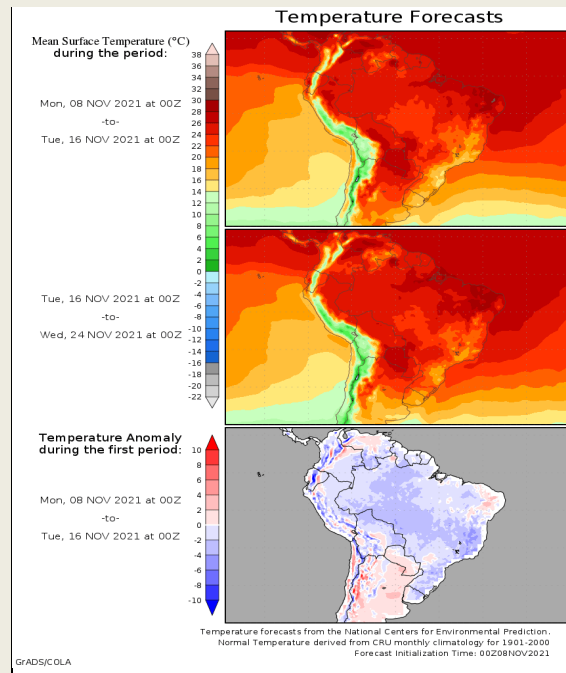 Temperature Forecasts
Mean Surface Temperature (°C)
during the period:
Mon, 08 NOV 2021 at 00Z
-to-
Tue, 16 NOV 2021 at 00Z
38
36
34
32
30
28
26
24
22
20
18
16
14
12
10
8
6
4
2
0
-2
-4
-6
-8
-10
-12
-14
-16
-18
-20
-22
Tue, 16 NOV 2021 at 00Z
-to-
Wed, 24 NOV 2021 at 00Z
Temperature Anomaly
during the first period:
Mon, 08 NOV 2021 at 00Z
-to-
Tue, 16 NOV 2021 at 00Z
10
8
6
4
2
0
-2
-4
-6
-8
-10
Temperature forecasts from the National Centers for Environmental Prediction.
Normal Temperature derived from CRU monthly climatology for 1901-2000
Forecast Initialization Time: 00Z08NOV2021
GrADS/COLA